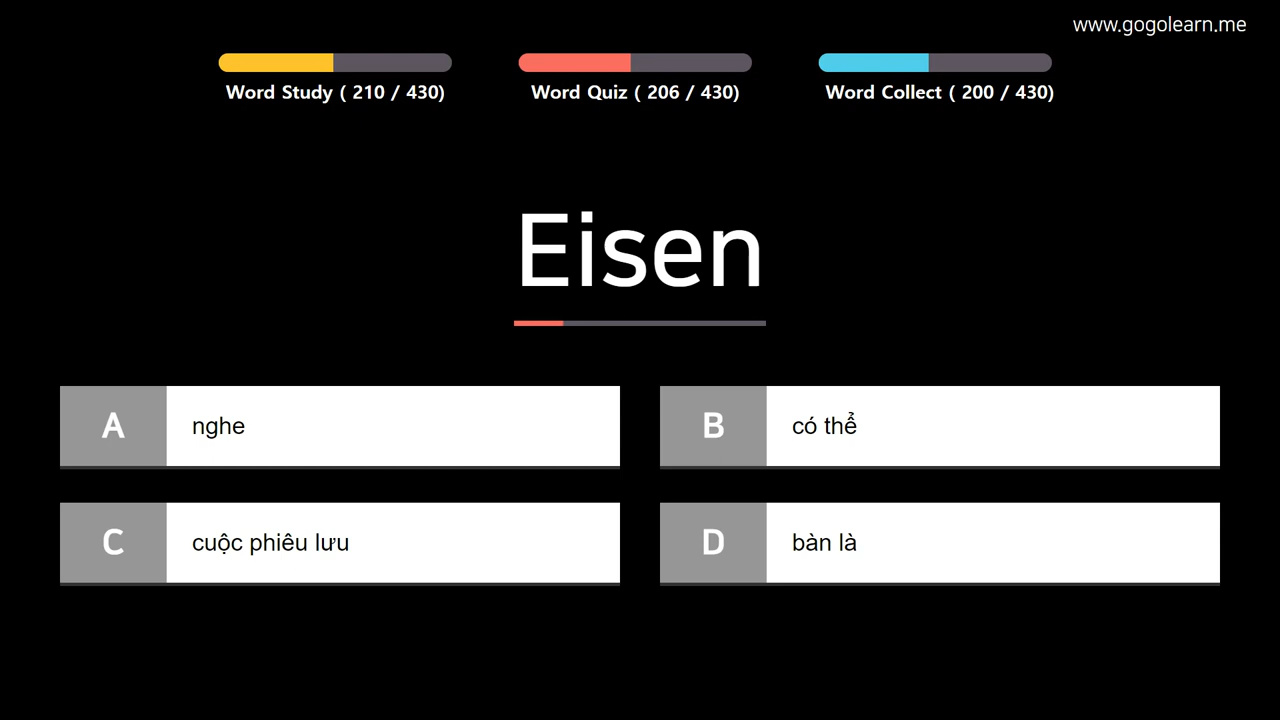 www.gogolearn.me
Word Study ( 210 / 430)
Word Quiz ( 206 / 430)
Word Collect ( 200 / 430)
Eisen
A nghe
B có thể
C cuộc phiêu lưu
D bàn là